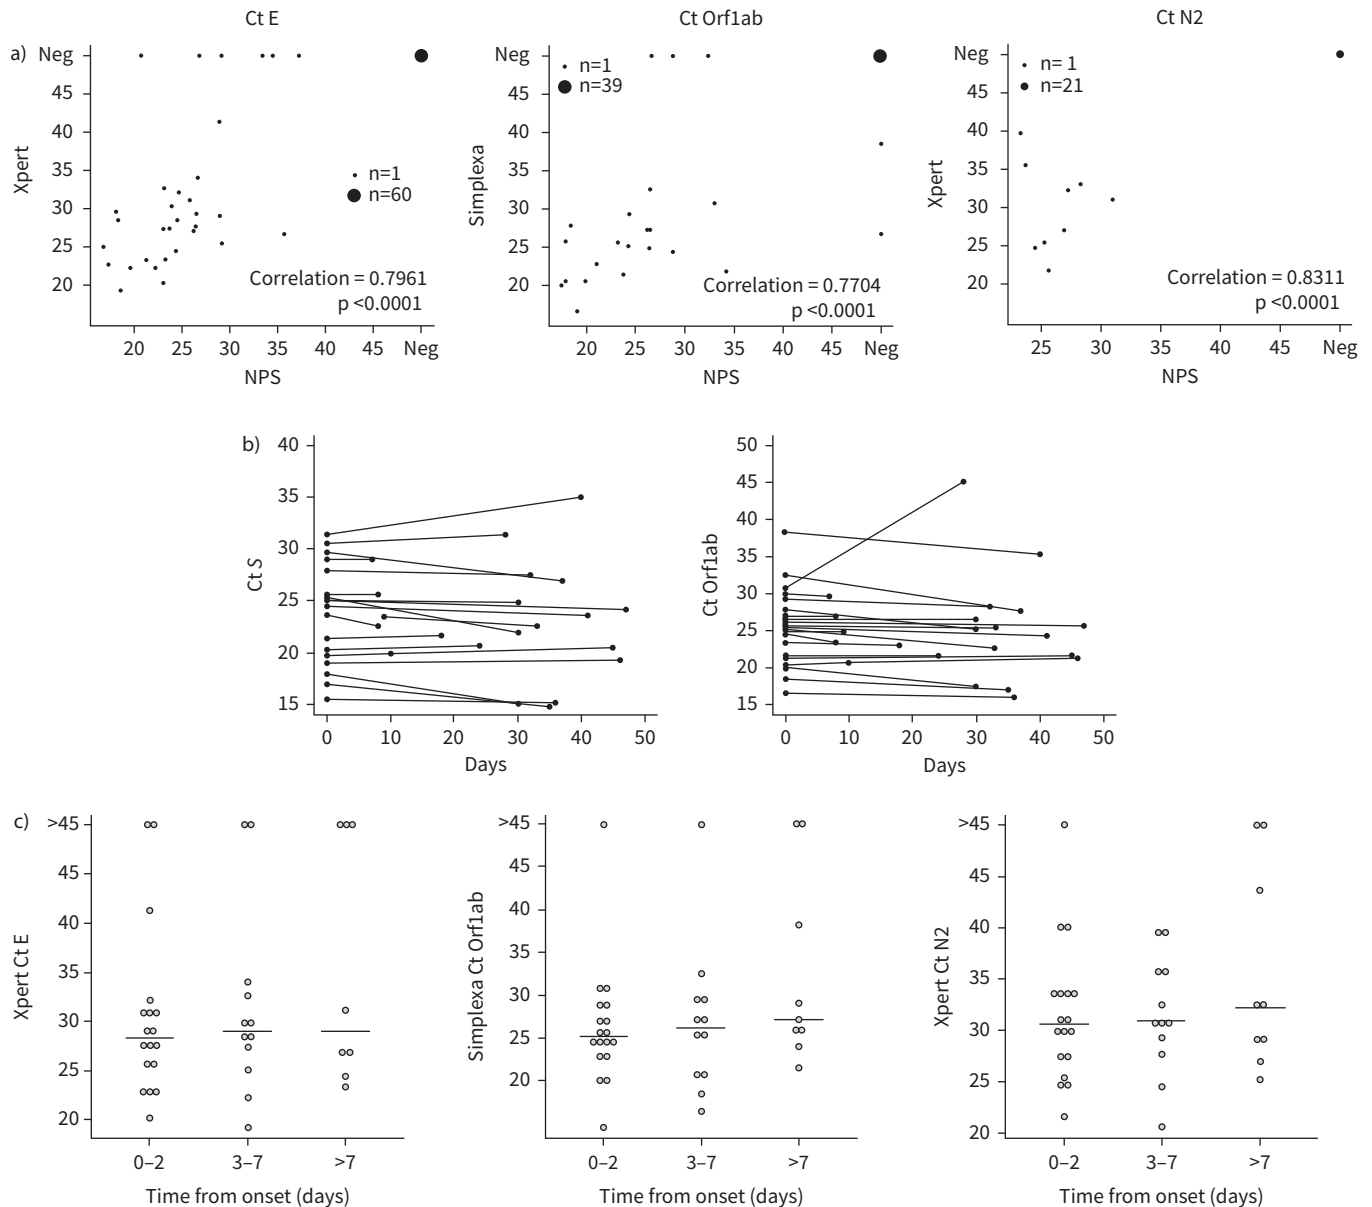 Ct E
Ct Orf1ab
Ct N2
a)
Neg
45
40
35
30
25
20
Xpert
n=1
n=60
Correlation = 0.7961
p <0.0001
20 25 30 35 40 45 Neg
NPS
Neg
45
40
35
30
25
20
Simplexa
n=1
n=39
Correlation = 0.7704
p <0.0001
20 25 30 35 40 45 Neg
NPS
Neg
45
40
35
30
25
20
Xpert
n= 1
n=21
Correlation = 0.8311
p <0.0001
25 30 35 40 45 Neg
NPS
b)
40
35
30
25
20
15
Ct S
0 10 20 30 40 50
Days
50
45
40
35
30
25
20
15
Ct Orf1ab
0 10 20 30 40 50
Days
c)
>45
45
40
35
30
25
20
Xpert Ct E
0–2 3–7 >7
Time from onset (days)
>45
45
40
35
30
25
20
Simplexa Ct Orf1ab
0–2 3–7 >7
Time from onset (days)
>45
45
40
35
30
25
20
Xpert Ct N2
0–2 3–7 >7
Time from onset (days)